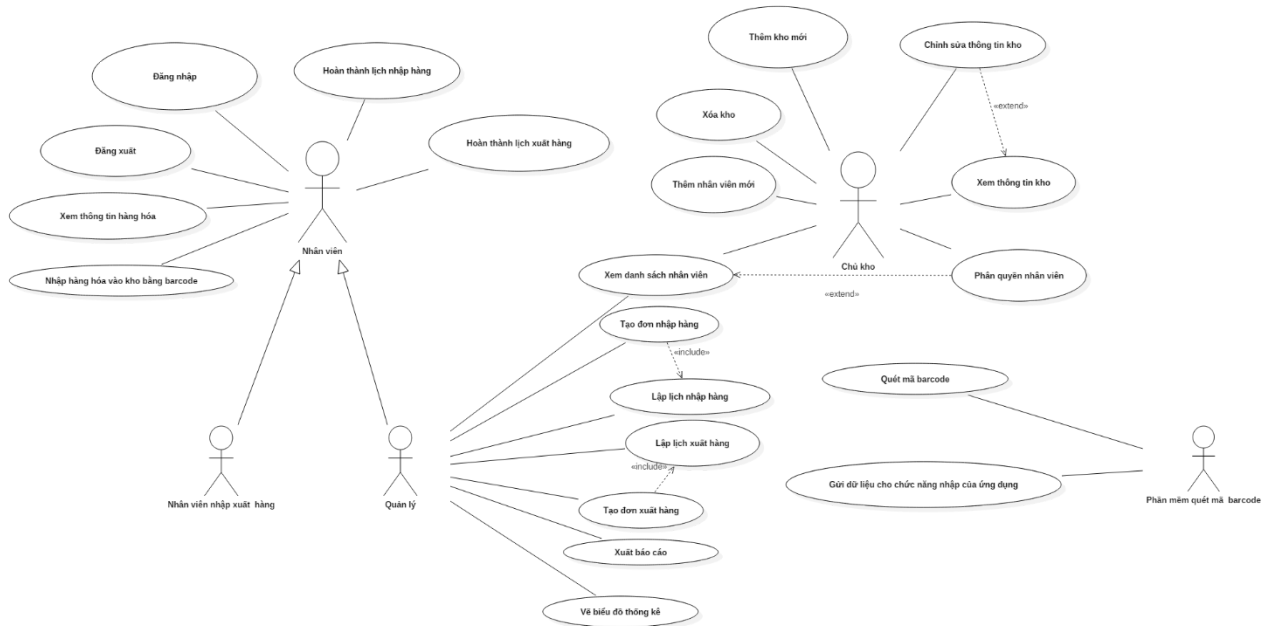 Thêm kho mới
Chỉnh sửa thông tin kho
Đăng nhập
Hoàn thành lịch nhập hàng
«extend»
Xóa kho
Đăng xuất
Hoàn thành lịch xuất hàng
Thêm nhân viên mới
Xem thông tin kho
Xem thông tin hàng hóa
Nhân viên
Chủ kho
Xem danh sách nhân viên
Phân quyền nhân viên
Nhập hàng hóa vào kho bằng barcode
«extend»
Tạo đơn nhập hàng
«include»
Quét mã barcode
Lập lịch nhập hàng
Lập lịch xuất hàng
«include»
Gửi dữ liệu cho chức năng nhập của ứng dụng
Nhân viên nhập xuất hàng
Quản lý
Phần mềm quét mã barcode
Tạo đơn xuất hàng
Xuất báo cáo
Vẽ biểu đồ thống kê